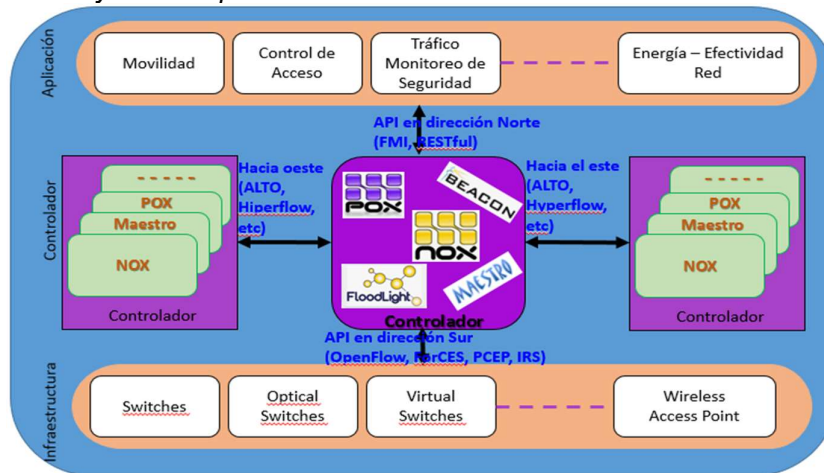 Aplicación
Movilidad
Control de
Acceso
Tráfico
Monitoreo de
Seguridad
Energía – Efectividad
Red
API en dirección Norte
(FMI, RESTful)
Controlador
POX
Maestro
NOX
Controlador
Hacia oeste
(ALTO,
Hiperflow,
etc)
POX
BEACON
NOX
FloodLight
MAESTRO
Controlador
Hacia el este
(ALTO,
Hyperflow,
etc)
POX
Maestro
NOX
Controlador
API en dirección Sur
(OpenFlow, ForCES, PCEP, IRS)
Infraestructura
Switches
Optical
Switches
Virtual
Switches
Wireless
Access Point